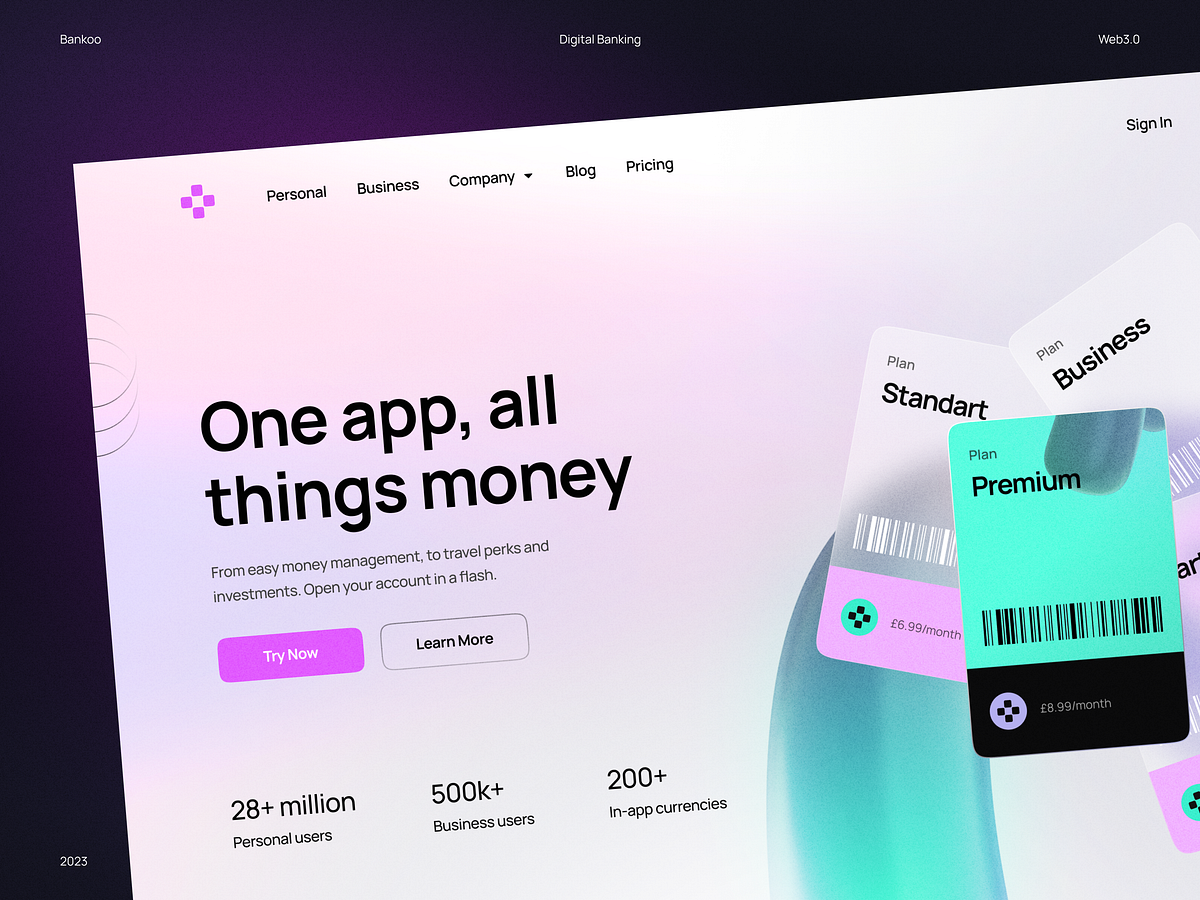 Bankoo
Digital Banking
Web3.0
Sign In
Personal
Business
Company
Blog
Pricing
One app, all
things money
From easy money management, to travel perks and
investments. Open your account in a flash.
Try Now
Learn More
28+ million
Personal users
500k+
Business users
200+
In-app currencies
Plan
Standart
£6.99/month
Plan
Business
Plan
Premium
£8.99/month
2023